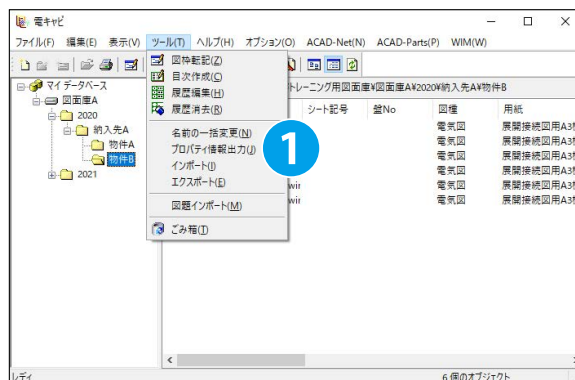 電キャビ
ファイル(F) 編集(E) 表示(V) ツール(T) ヘルプ(H) オプション(O) ACAD-Net(N) ACAD-Parts(P) WIM(W)
マイデータベース
図面庫A
2020
納入先A
物件A
物件B
2021
図枠転記(Z)
目次作成(C)
履歴編集(H)
履歴消去(R)
名前の一括変更(N)
プロパティ情報出力(J)
インポート(I)
エクスポート(E)
図題インポート(M)
ごみ箱(T)
1
トレーニング用図面庫¥図面庫A¥2020¥納入先A¥物件B
シート記号 盤No 図種 用紙
電気図 展開接続図用A3
電気図 展開接続図用A3
電気図 展開接続図用A3
電気図 展開接続図用A3
wir 電気図 展開接続図用A3
wir 電気図 展開接続図用A3
レディ
6 個のオブジェクト